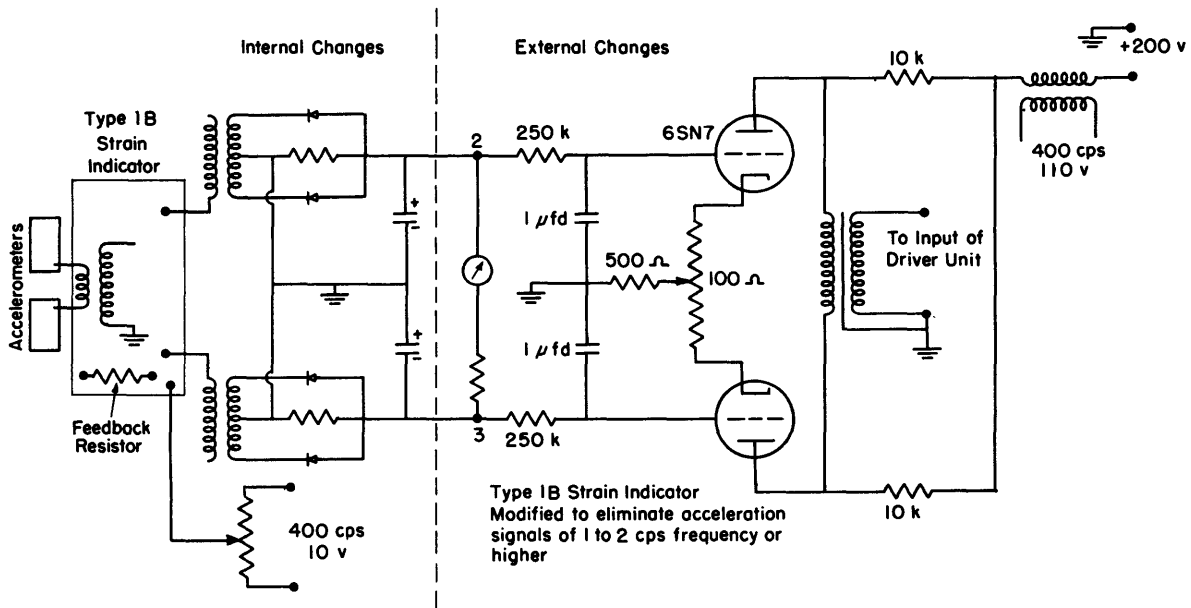 Internal Changes
External Changes
+200 v
10 k
Type 1B
Strain
Indicator
2
250 k
6SN7
400 cps
110 v
+
-
1 µfd
Accelerometers
500 Ω
100 Ω
To Input of
Driver Unit
+
-
1 µfd
Feedback
Resistor
3
250 k
10 k
400 cps
10 v
Type 1B Strain Indicator
Modified to eliminate acceleration
signals of 1 to 2 cps frequency or
higher